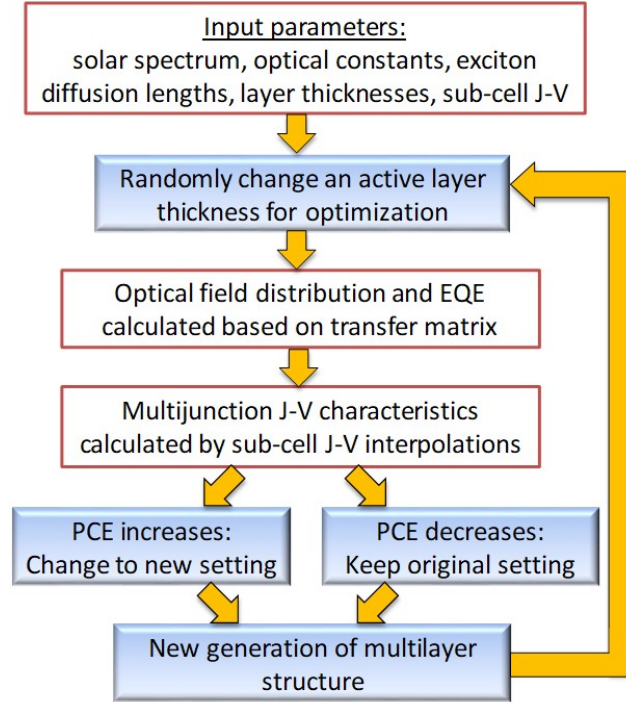 Input parameters:
solar spectrum, optical constants, exciton
diffusion lengths, layer thicknesses, sub-cell J-V
Randomly change an active layer
thickness for optimization
Optical field distribution and EQE
calculated based on transfer matrix
Multijunction J-V characteristics
calculated by sub-cell J-V interpolations
PCE increases:
Change to new setting
PCE decreases:
Keep original setting
New generation of multilayer
structure